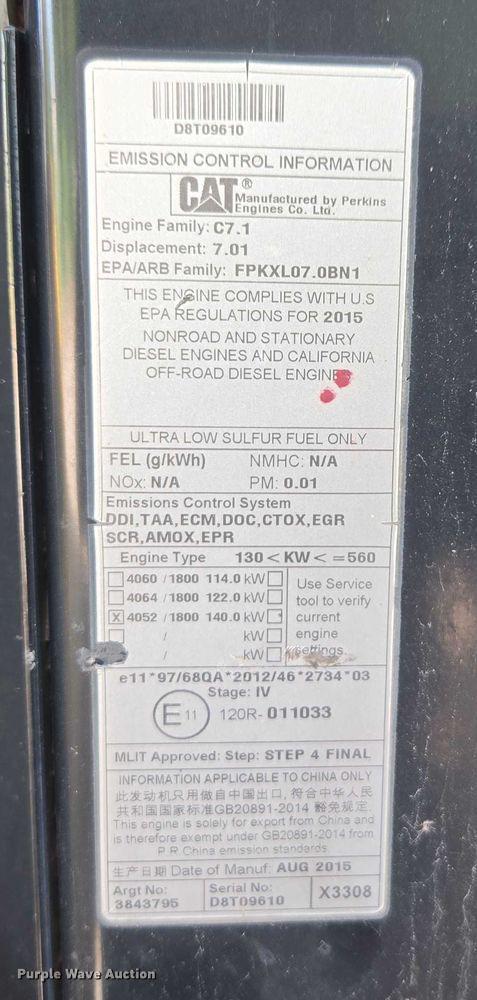 D8T09610
EMISSION CONTROL INFORMATION
CAT® Manufactured by Perkins
Engines Co. Ltd.
Engine Family: C7.1
Displacement: 7.01
EPA/ARB Family: FPKXL07.0BN1
THIS ENGINE COMPLIES WITH U.S
EPA REGULATIONS FOR 2015
NONROAD AND STATIONARY
DIESEL ENGINES AND CALIFORNIA
OFF-ROAD DIESEL ENGINES
ULTRA LOW SULFUR FUEL ONLY
FEL (g/kWh) NMHC: N/A
NOx: N/A PM: 0.01
Emissions Control System
DDI,TAA,ECM,DOC,CTOX,EGR
SCR,AMOX,EPR
Engine Type 130 < KW < =560
4060 /1800 114.0 kW
4064 /1800 122.0 kW
X 4052 /1800 140.0 kW
/ kW
/ kW
Use Service
tool to verify
current
engine
settings.
e11*97/68QA*2012/46*2734*03
Stage: IV
E 11 120R- 011033
MLIT Approved: Step: STEP 4 FINAL
INFORMATION APPLICABLE TO CHINA ONLY
此发动机只用做自中国出口, 符合中华人民
共和国国家标准GB20891-2014 豁免规定.
This engine is solely for export from China and
is therefore exempt under GB20891-2014 from
P.R.China emission standards.
生产日期 Date of Manuf: AUG 2015
Argt No:
3843795
Serial No:
D8T09610
X3308
Purple Wave Auction